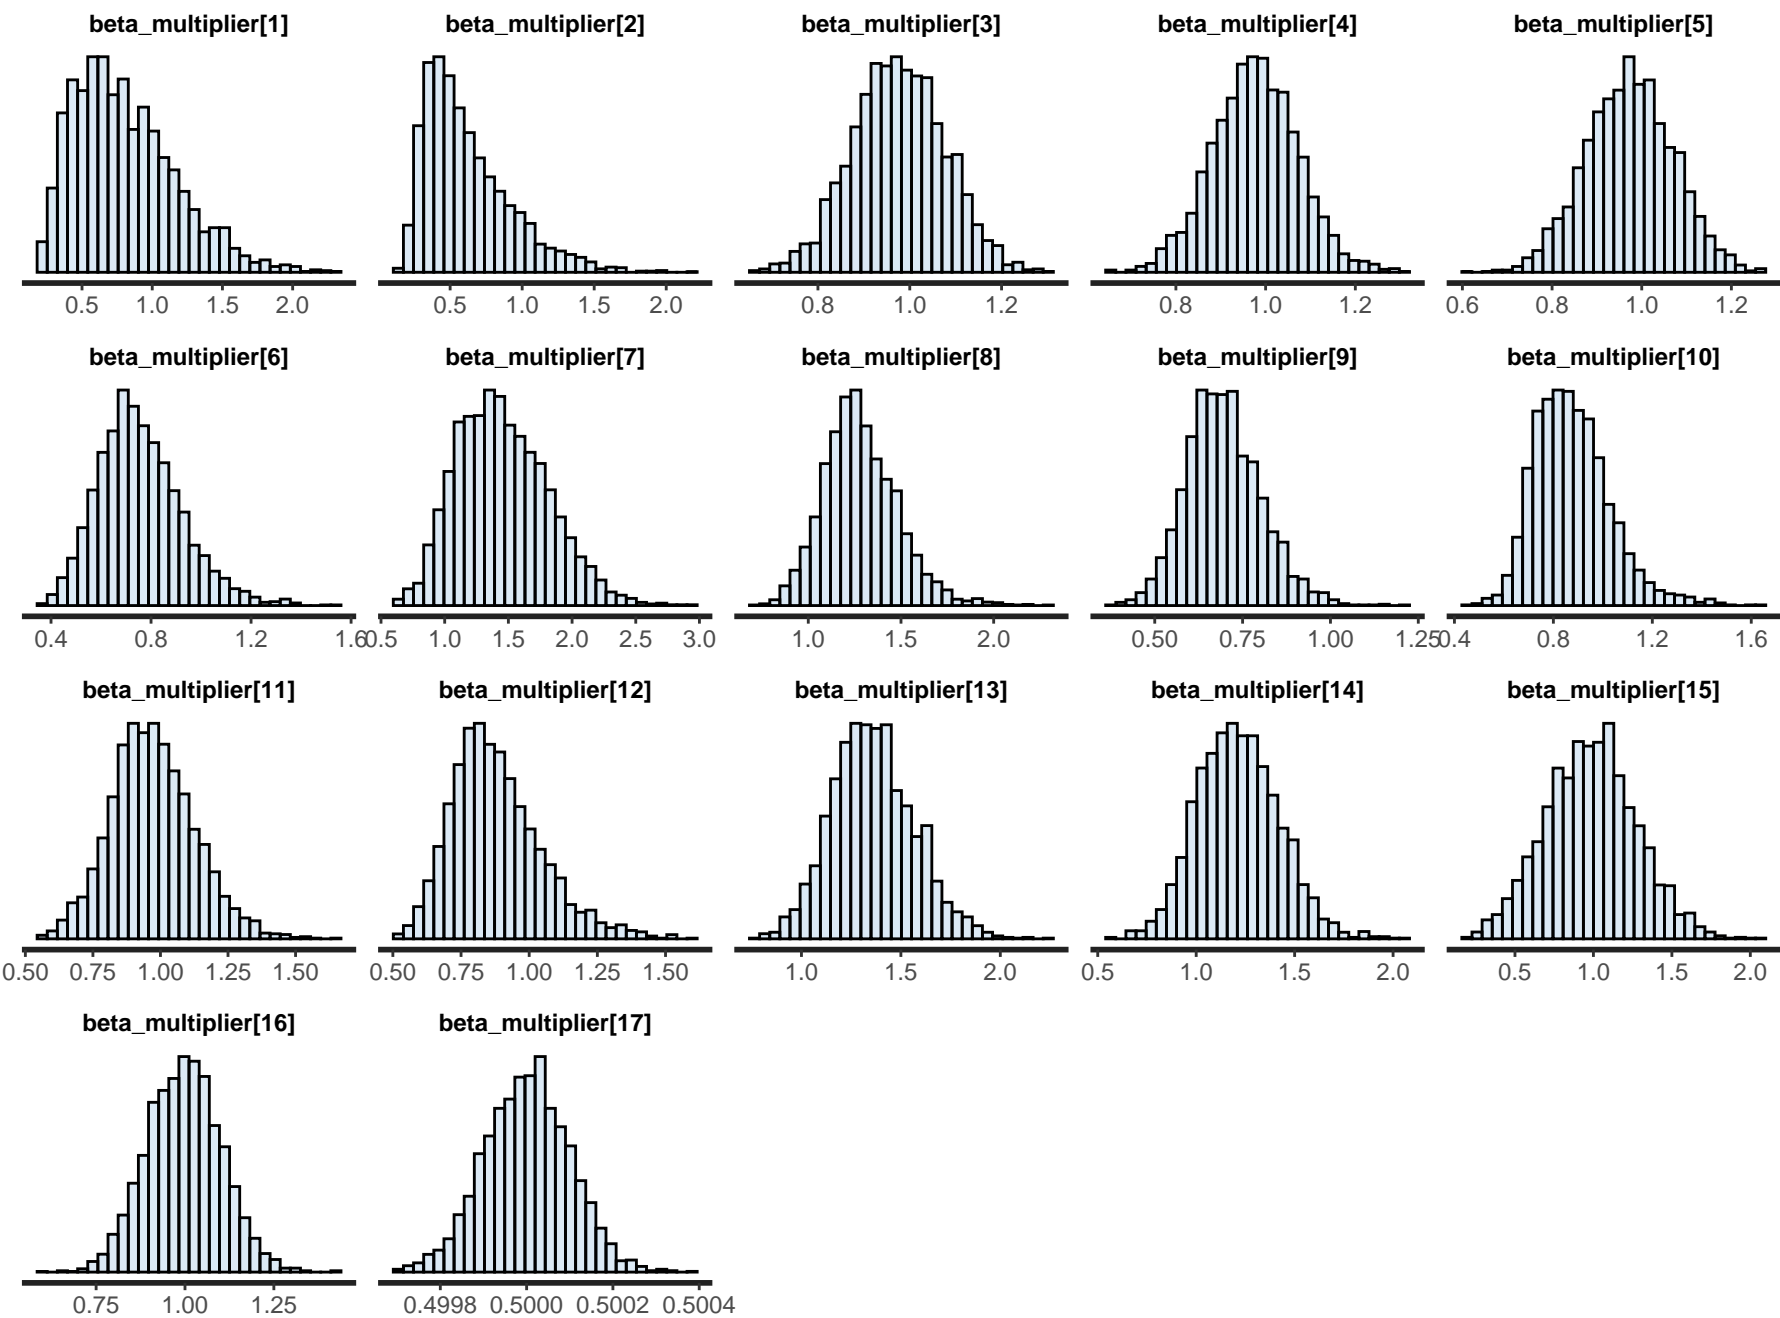 beta_multiplier[1] beta_multiplier[2] beta_multiplier[3] beta_multiplier[4] beta_multiplier[5]
0.5 1.0 1.5 2.0 0.5 1.0 1.5 2.0 0.8 1.0 1.2 0.8 1.0 1.2 0.6 0.8 1.0 1.2
beta_multiplier[6] beta_multiplier[7] beta_multiplier[8] beta_multiplier[9] beta_multiplier[10]
0.4 0.8 1.2 1.6 0.5 1.0 1.5 2.0 2.5 3.0 1.0 1.5 2.0 0.50 0.75 1.00 1.25 0.4 0.8 1.2 1.6
beta_multiplier[11] beta_multiplier[12] beta_multiplier[13] beta_multiplier[14] beta_multiplier[15]
0.50 0.75 1.00 1.25 1.50 0.50 0.75 1.00 1.25 1.50 1.0 1.5 2.0 0.5 1.0 1.5 2.0 0.5 1.0 1.5 2.0
beta_multiplier[16] beta_multiplier[17]
0.75 1.00 1.25 0.4998 0.5000 0.5002 0.5004